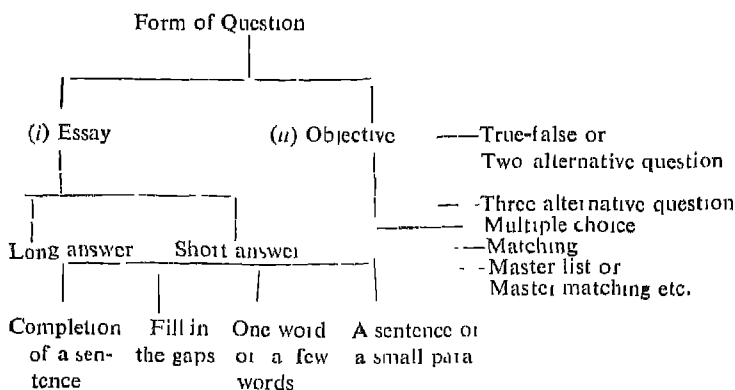 Form of Question
(i) Essay
(ii) Objective
True-false or
Two alternative question
Three alternative question
Multiple choice
Matching
Master list or
Master matching etc.
Long answer
Short answer
Completion
of a sen-
tence
Fill in
the gaps
One word
or a few
words
A sentence or
a small para